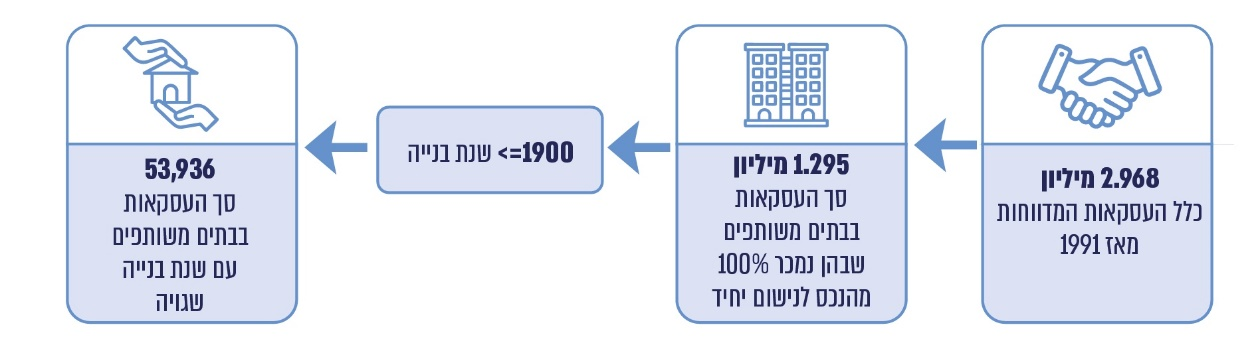 2.968 מיליון
כלל העסקאות המדווחות
מאז 1991
1.295 מיליון
סך העסקאות
בבתים משותפים
שבהן נמכר 100%
מהנכס לנישום יחיד
1900=> שנת בנייה
53,936
סך העסקאות
בבתים משותפים
עם שנת בנייה
שגויה